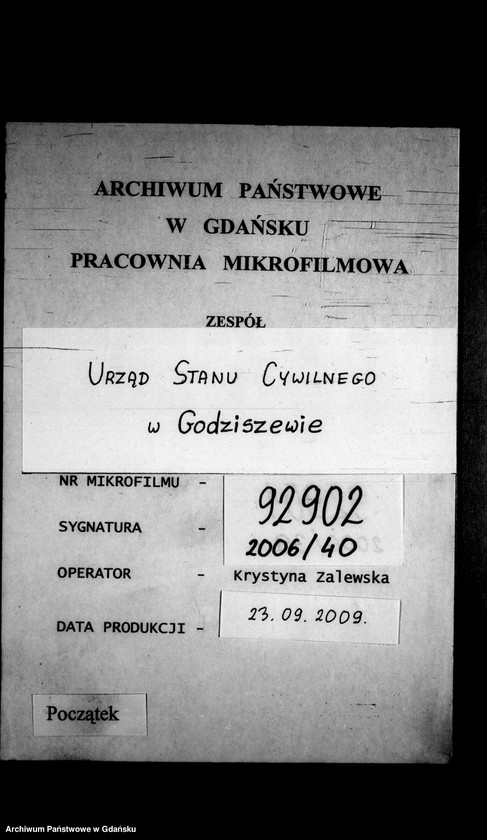 ARCHIWUM PAŃSTWOWE
W GDAŃSKU
PRACOWNIA MIKROFILMOWA
ZESPÓŁ
URZĄD STANU CYWILNEGO
w Godziszewie
NR MIKROFILMU - 92902
SYGNATURA - 2006/40
OPERATOR - Krystyna Zalewska
DATA PRODUKCJI - 23.09.2009.
Początek
Archiwum Państwowe w Gdańsku